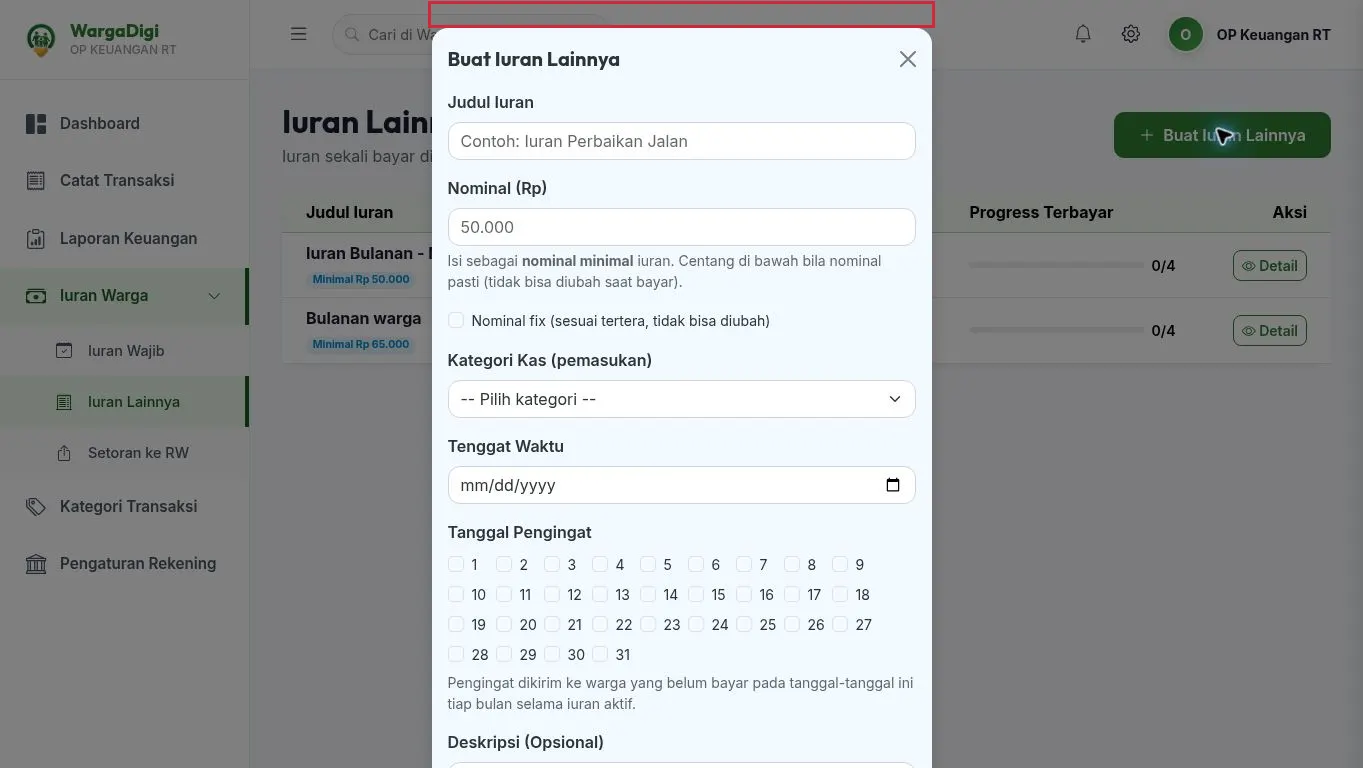 WargaDigi
OP KEUANGAN RT
Cari di
O
OP Keuangan RT
Dashboard
Catat Transaksi
Laporan Keuangan
Iuran Warga
Iuran Wajib
Iuran Lainnya
Setoran ke RW
Kategori Transaksi
Pengaturan Rekening
Iuran sekali bayar
+ Buat Iuran Lainnya
Judul Iuran
Progress Terbayar
Aksi
Iuran Bulanan -
Minimal Rp 50.000
0/4
Detail
Bulanan warga
Minimal Rp 65.000
0/4
Detail
Buat Iuran Lainnya
Judul Iuran
Contoh: Iuran Perbaikan Jalan
Nominal (Rp)
50.000
Isi sebagai nominal minimal iuran. Centang di bawah bila nominal
pasti (tidak bisa diubah saat bayar).
Nominal fix (sesuai tertera, tidak bisa diubah)
Kategori Kas (pemasukan)
-- Pilih kategori --
Tenggat Waktu
mm/dd/yyyy
Tanggal Pengingat
1 2 3 4 5 6 7 8 9
10 11 12 13 14 15 16 17 18
19 20 21 22 23 24 25 26 27
28 29 30 31
Pengingat dikirim ke warga yang belum bayar pada tanggal-tanggal ini
tiap bulan selama iuran aktif.
Deskripsi (Opsional)